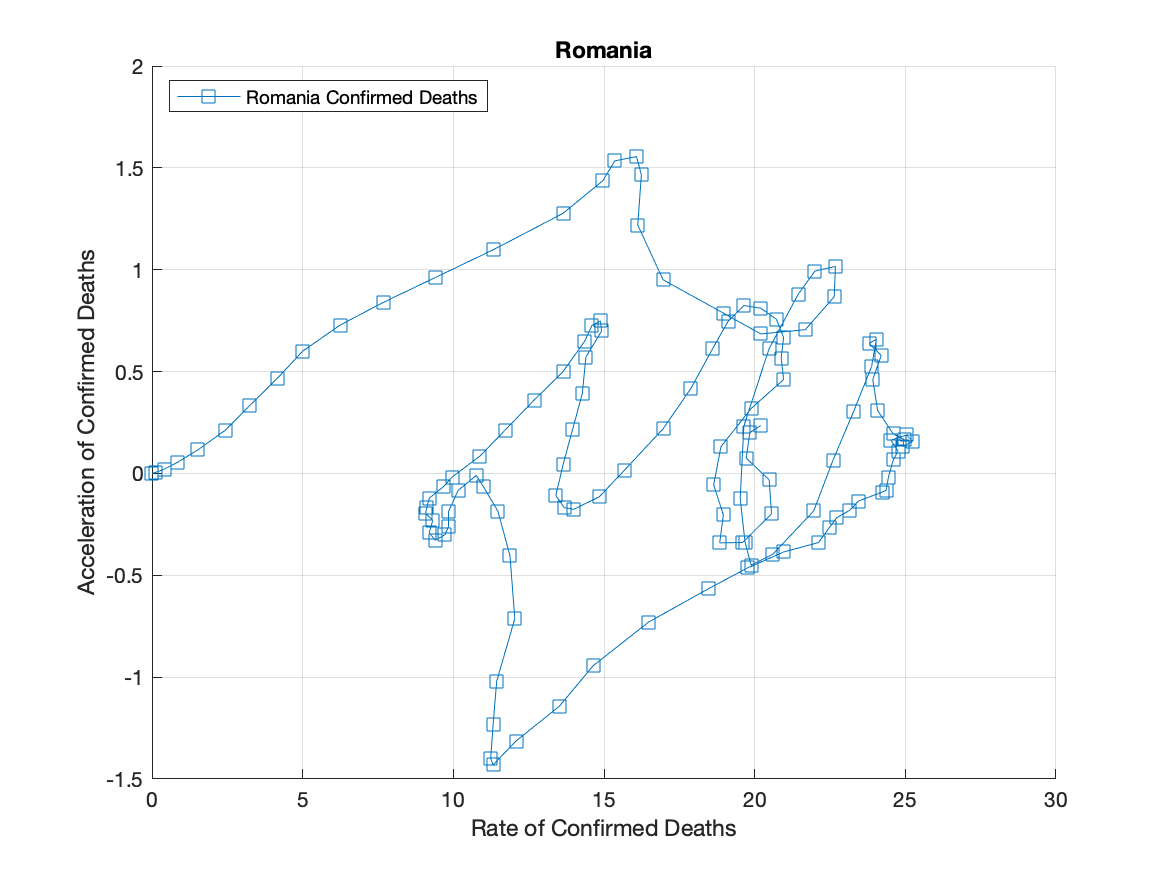 Romania
Romania Confirmed Deaths
2
1.5
1
0.5
0
-0.5
-1
-1.5
Acceleration of Confirmed Deaths
0 5 10 15 20 25 30
Rate of Confirmed Deaths